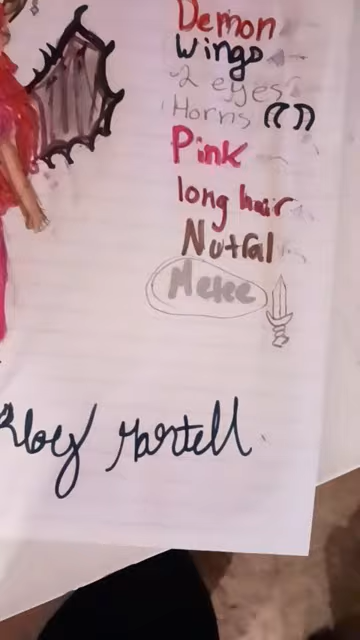 Demon
wings
2 eyes
Horns
Pink
long hair
Nutral
Melee
Martell